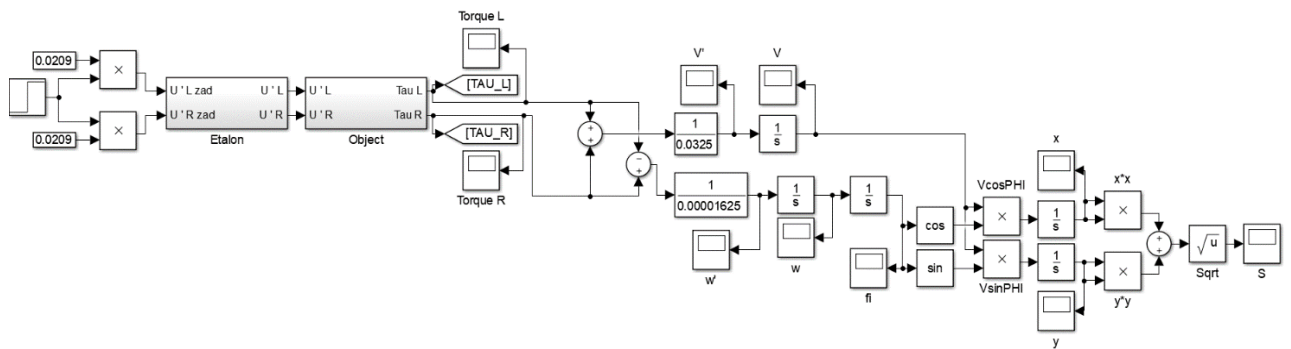 0.0209
×
×
0.0209
U ' L zad
U ' R zad
U ' L
U ' R
Etalon
U ' L
U ' R
Tau L
Tau R
Object
Torque L
[TAU_L]
[TAU_R]
Torque R
+
+
−
+
V'
1
0.0325
V
1
s
1
0.00001625
w'
1
s
w
1
s
fi
cos
sin
VcosPHI
×
×
VsinPHI
x
1
s
1
s
y
x*x
×
×
y*y
+
+
√u
Sqrt
S